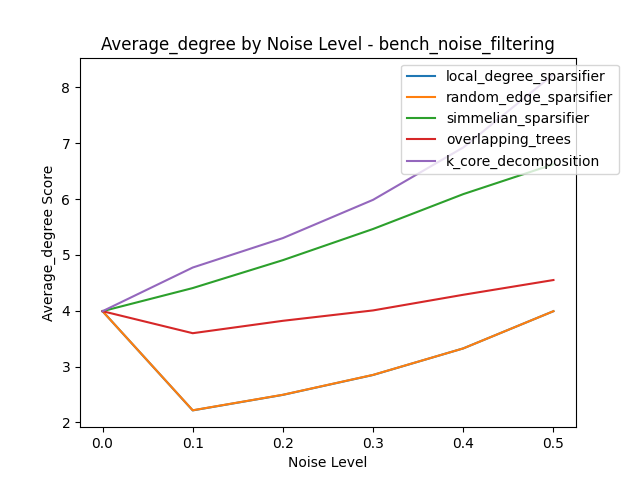 Average_degree by Noise Level - bench_noise_filtering
local_degree_sparsifier
random_edge_sparsifier
simmelian_sparsifier
overlapping_trees
k_core_decomposition
Average_degree Score
8
7
6
5
4
3
2
0.0 0.1 0.2 0.3 0.4 0.5
Noise Level